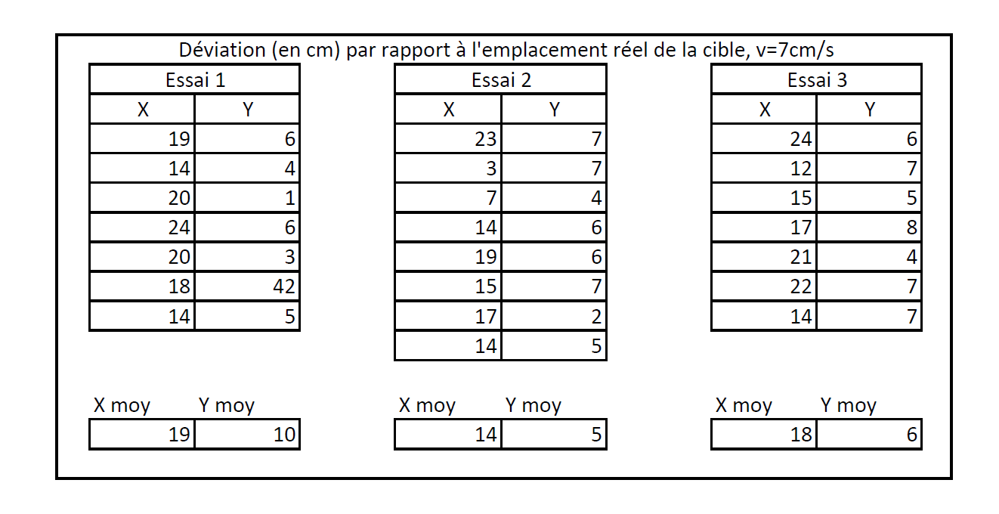 Déviation (en cm) par rapport à l'emplacement réel de la cible, v=7cm/s
Essai 1 Essai 2 Essai 3
X Y X Y X Y
19 6 23 7 24 6
14 4 3 7 12 7
20 1 7 4 15 5
24 6 14 6 17 8
20 3 19 6 21 4
18 42 15 7 22 7
14 5 17 2 14 7
14 5
X moy Y moy X moy Y moy X moy Y moy
19 10 14 5 18 6